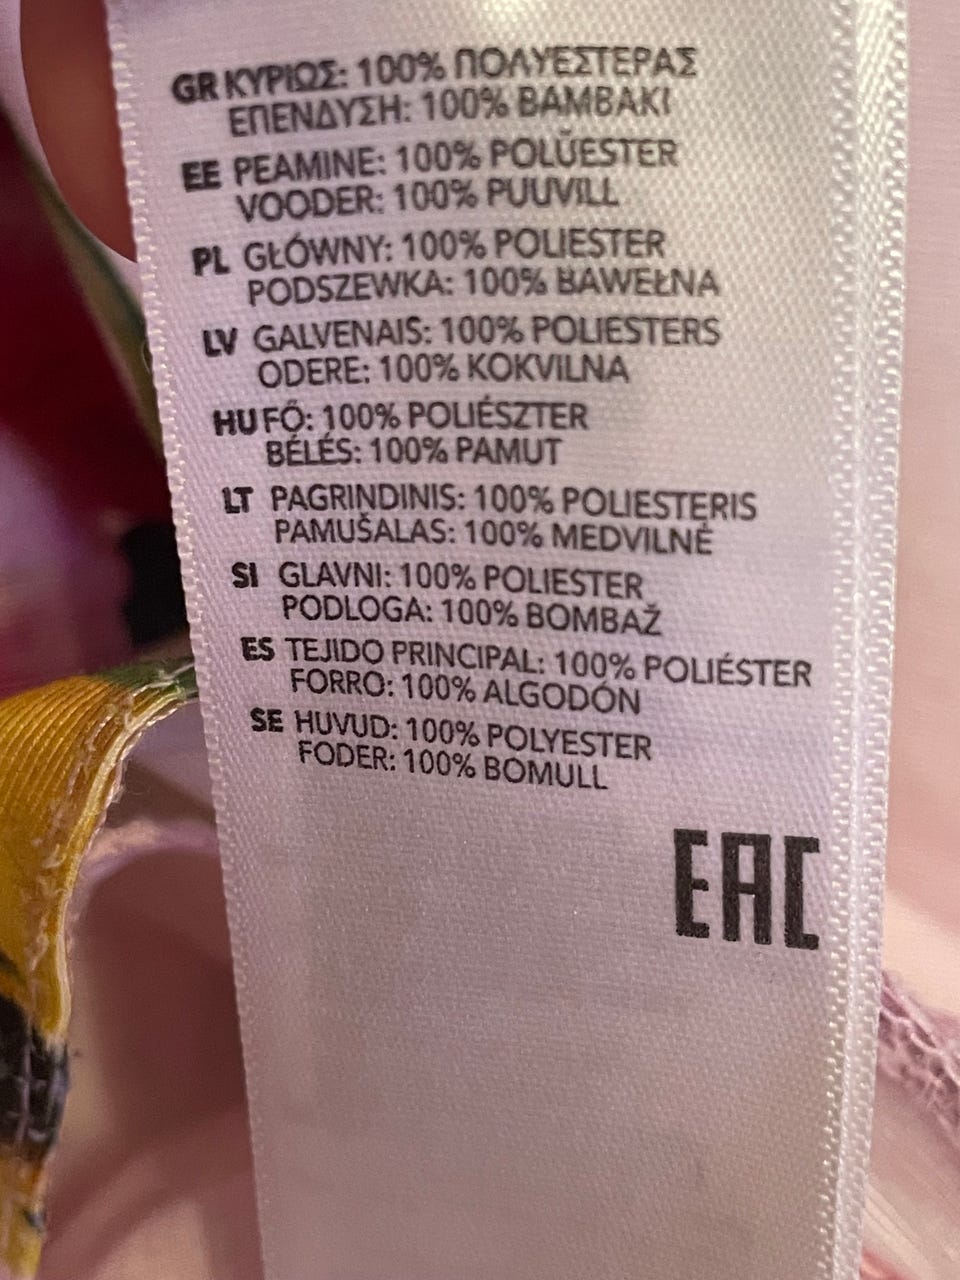 GR ΚΥΡΙΩΣ: 100% ΠΟΛΥΕΣΤΕΡΑΣ
ΕΠΕΝΔΥΣΗ: 100% ΒΑΜΒΑΚΙ
EE PEAMINE: 100% POLÜESTER
VOODER: 100% PUUVILL
PL GŁÓWNY: 100% POLIESTER
PODSZEWKA: 100% BAWEŁNA
LV GALVENAIS: 100% POLIESTERS
ODERE: 100% KOKVILNA
HU FŐ: 100% POLIÉSZTER
BÉLÉS: 100% PAMUT
LT PAGRINDINIS: 100% POLIESTERIS
PAMUŠALAS: 100% MEDVILNĖ
SI GLAVNI: 100% POLIESTER
PODLOGA: 100% BOMBAŽ
ES TEJIDO PRINCIPAL: 100% POLIÉSTER
FORRO: 100% ALGODÓN
SE HUVUD: 100% POLYESTER
FODER: 100% BOMULL
EAC